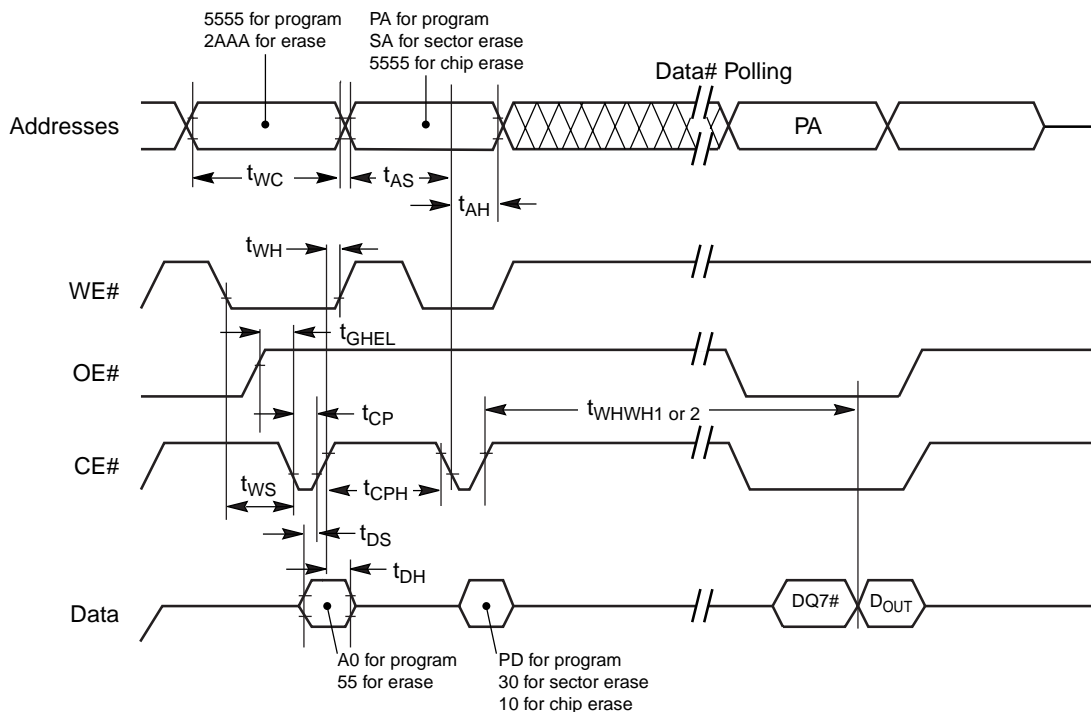 5555 for program
2AAA for erase
PA for program
SA for sector erase
5555 for chip erase
Data# Polling
Addresses
PA
tWC
tAS
tAH
tWH
WE#
tGHEL
OE#
tWHWH1 or 2
tCP
CE#
tWS
tCPH
tDS
tDH
Data
DQ7#
DOUT
A0 for program
55 for erase
PD for program
30 for sector erase
10 for chip erase